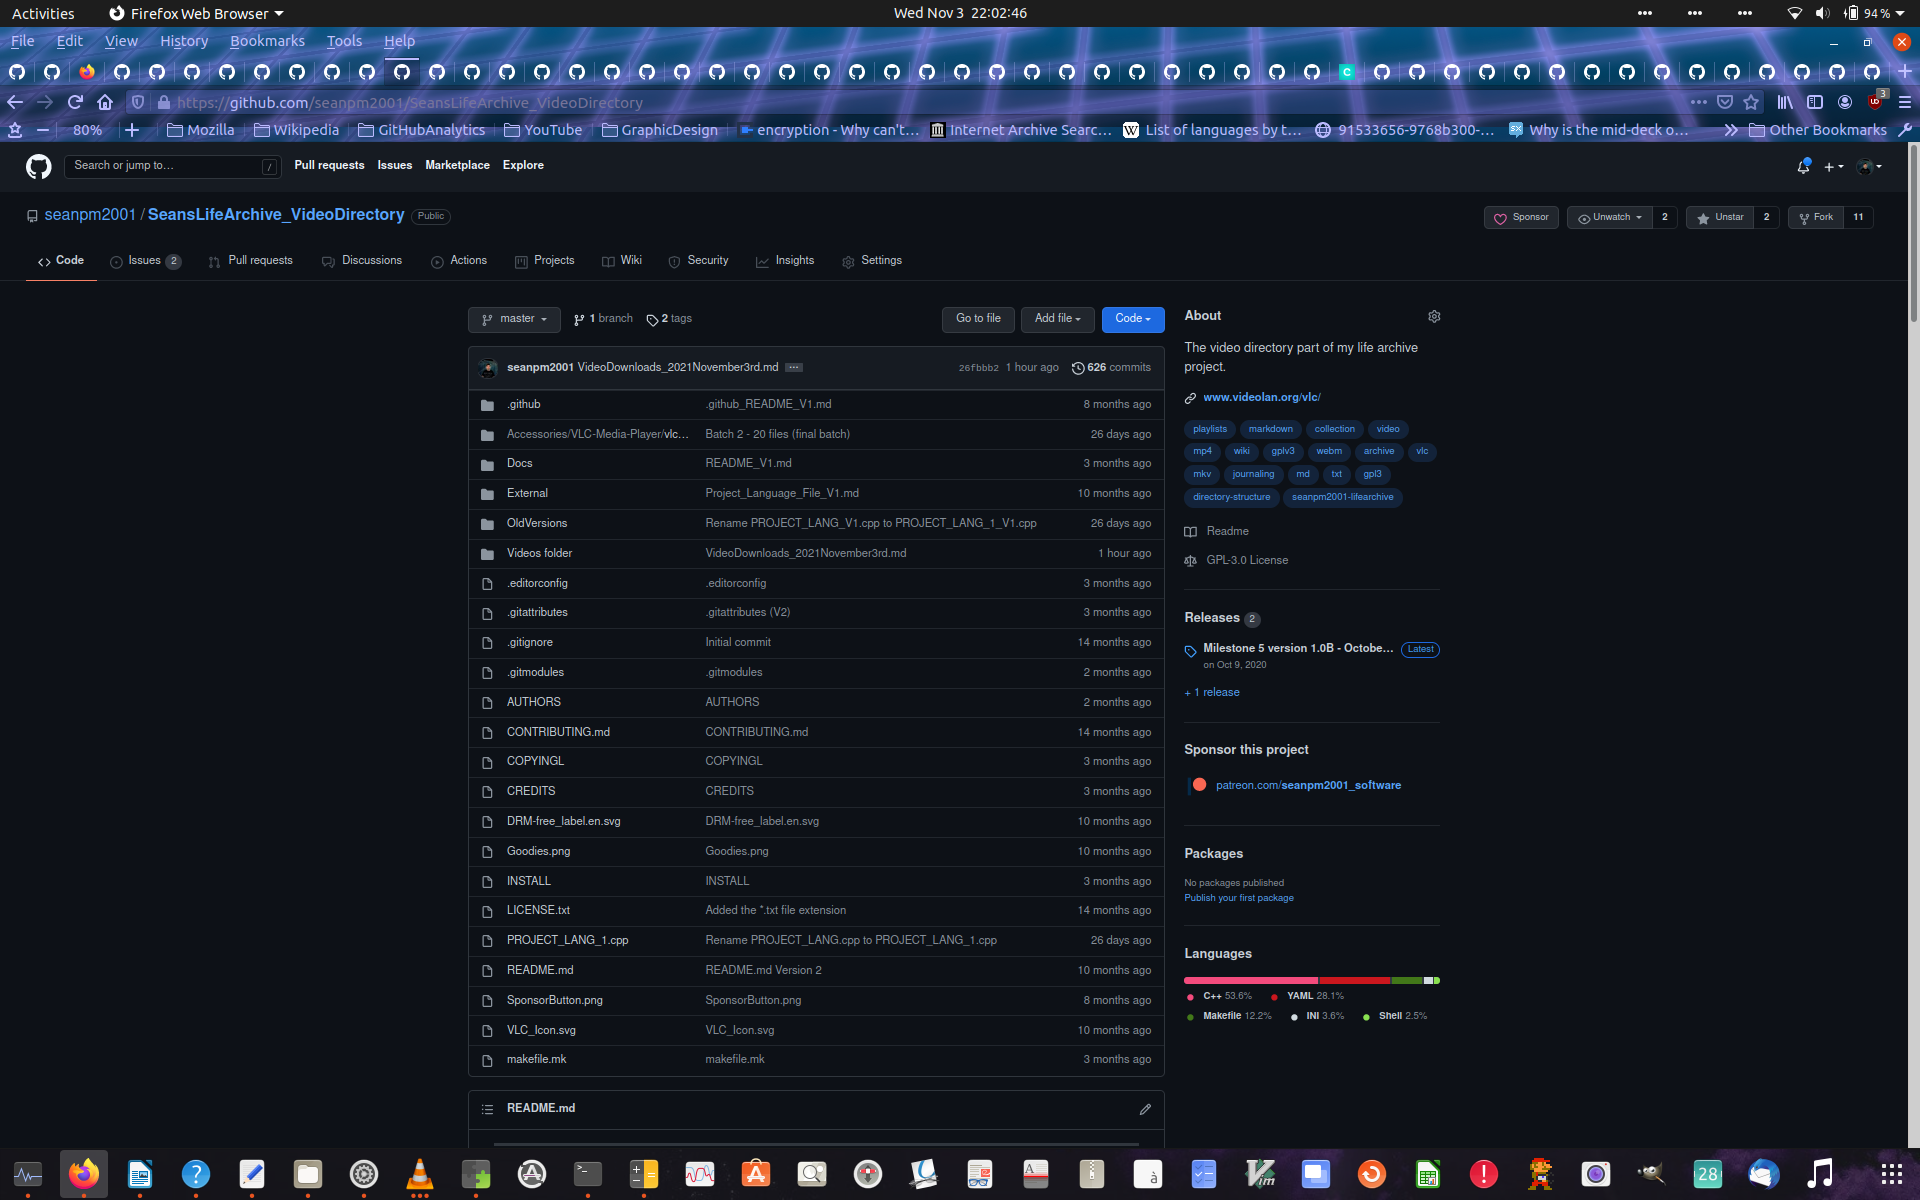 Activities Firefox Web Browser Wed Nov 3 22:02:46 94 %
File Edit View History Bookmarks Tools Help
https://github.com/seanpm2001/SeansLifeArchive_VideoDirectory 3
80% Mozilla Wikipedia GitHubAnalytics YouTube GraphicDesign encryption - Why can't… Internet Archive Searc… List of languages by t… 91533656-9768b300-… Why is the mid-deck o… Other Bookmarks
Search or jump to… / Pull requests Issues Marketplace Explore
seanpm2001 / SeansLifeArchive_VideoDirectory Public Sponsor Unwatch 2 Unstar 2 Fork 11
Code Issues 2 Pull requests Discussions Actions Projects Wiki Security Insights Settings
master 1 branch 2 tags Go to file Add file Code
seanpm2001 VideoDownloads_2021November3rd.md ... 26fbbb2 1 hour ago 626 commits
.github .github_README_V1.md 8 months ago
Accessories/VLC-Media-Player/vlc… Batch 2 - 20 files (final batch) 26 days ago
Docs README_V1.md 3 months ago
External Project_Language_File_V1.md 10 months ago
OldVersions Rename PROJECT_LANG_V1.cpp to PROJECT_LANG_1_V1.cpp 26 days ago
Videos folder VideoDownloads_2021November3rd.md 1 hour ago
.editorconfig .editorconfig 3 months ago
.gitattributes .gitattributes (V2) 3 months ago
.gitignore Initial commit 14 months ago
.gitmodules .gitmodules 2 months ago
AUTHORS AUTHORS 2 months ago
CONTRIBUTING.md CONTRIBUTING.md 14 months ago
COPYINGL COPYINGL 3 months ago
CREDITS CREDITS 3 months ago
DRM-free_label.en.svg DRM-free_label.en.svg 10 months ago
Goodies.png Goodies.png 10 months ago
INSTALL INSTALL 3 months ago
LICENSE.txt Added the *.txt file extension 14 months ago
PROJECT_LANG_1.cpp Rename PROJECT_LANG.cpp to PROJECT_LANG_1.cpp 26 days ago
README.md README.md Version 2 10 months ago
SponsorButton.png SponsorButton.png 8 months ago
VLC_Icon.svg VLC_Icon.svg 10 months ago
makefile.mk makefile.mk 3 months ago
README.md
About
The video directory part of my life archive
project.
www.videolan.org/vlc/
playlists markdown collection video
mp4 wiki gplv3 webm archive vlc
mkv journaling md txt gpl3
directory-structure seanpm2001-lifearchive
Readme
GPL-3.0 License
Releases 2
Milestone 5 version 1.0B - Octobe… Latest
on Oct 9, 2020
+ 1 release
Sponsor this project
patreon.com/seanpm2001_software
Packages
No packages published
Publish your first package
Languages
C++ 53.6% YAML 28.1%
Makefile 12.2% INI 3.6% Shell 2.5%
28